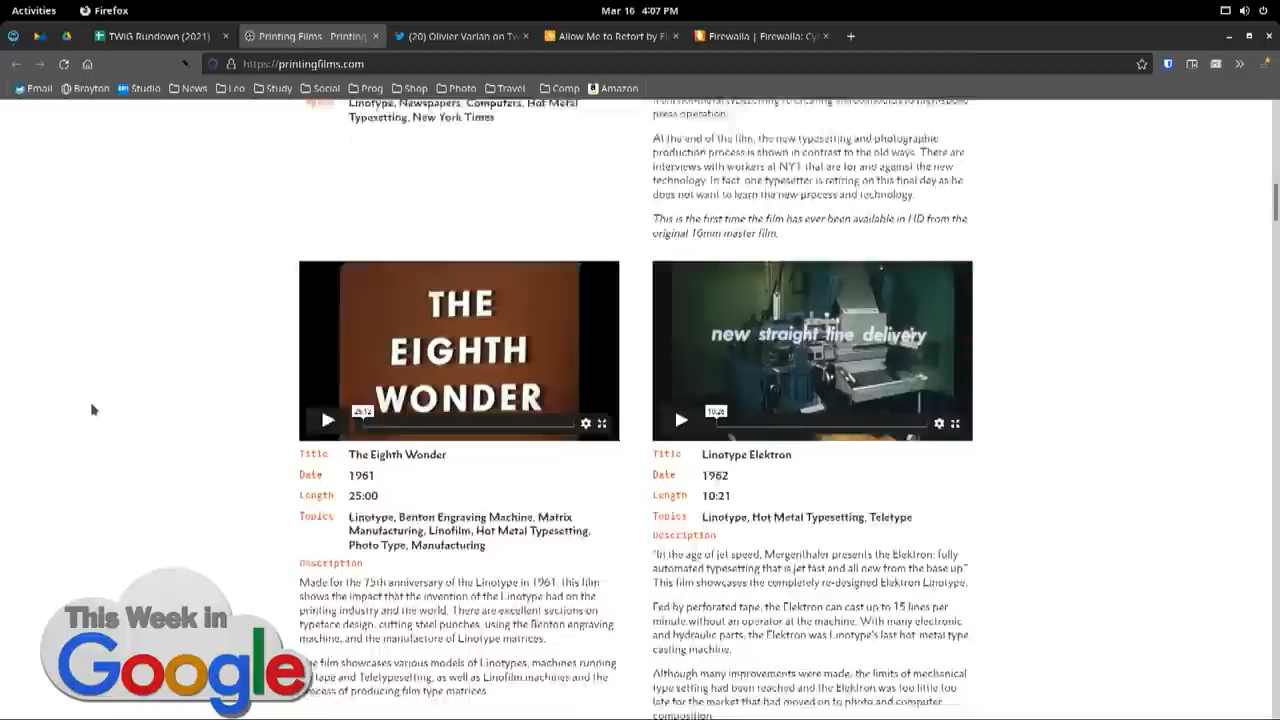 Activities
Firefox
Mar 16 4:07 PM
TWiG Rundown (2021)
Printing Films - Printing
(20) Olivier Varlan on Tw
Allow Me to Retort by El
Firewalla | Firewalla: Cyb
https://printingfilms.com
Email
Brayton
Studio
News
Leo
Study
Social
Prog
Shop
Photo
Travel
Comp
Amazon
Linotype, Newspapers, Computers, Hot Metal
Typesetting, New York Times
press operation.
At the end of the film, the new typesetting and photographic
production process is shown in contrast to the old ways. There are
interviews with workers at NYT that are for and against the new
technology. In fact, one typesetter is retiring on this final day as he
does not want to learn the new process and technology.
This is the first time the film has ever been available in HD from the
original 16mm master film.
THE
EIGHTH
WONDER
25:12
Title The Eighth Wonder
Date 1961
Length 25:00
Topics Linotype, Benton Engraving Machine, Matrix
Manufacturing, Linofilm, Hot Metal Typesetting,
Photo Type, Manufacturing
Description
Made for the 75th anniversary of the Linotype in 1961. This film
shows the impact that the invention of the Linotype had on the
printing industry and the world. There are excellent sections on
typeface design, cutting steel punches, using the Benton engraving
machine, and the manufacture of Linotype matrices.
film showcases various models of Linotypes, machines running
tape and Teletypesetting, as well as Linofilm machines and the
process of producing film type matrices.
new straight line delivery
10:26
Title Linotype Elektron
Date 1962
Length 10:21
Topics Linotype, Hot Metal Typesetting, Teletype
Description
"In the age of jet speed, Mergenthaler presents the Elektron: fully
automated typesetting that is jet fast and all new from the base up."
This film showcases the completely re-designed Elektron Linotype.
Fed by perforated tape, the Elektron can cast up to 15 lines per
minute without an operator at the machine. With many electronic
and hydraulic parts, the Elektron was Linotype's last hot metal type
casting machine.
Although many improvements were made, the limits of mechanical
type setting had been reached and the Elektron was too little too
late for the market that had moved on to photo and computer
composition.
This Week in
Google